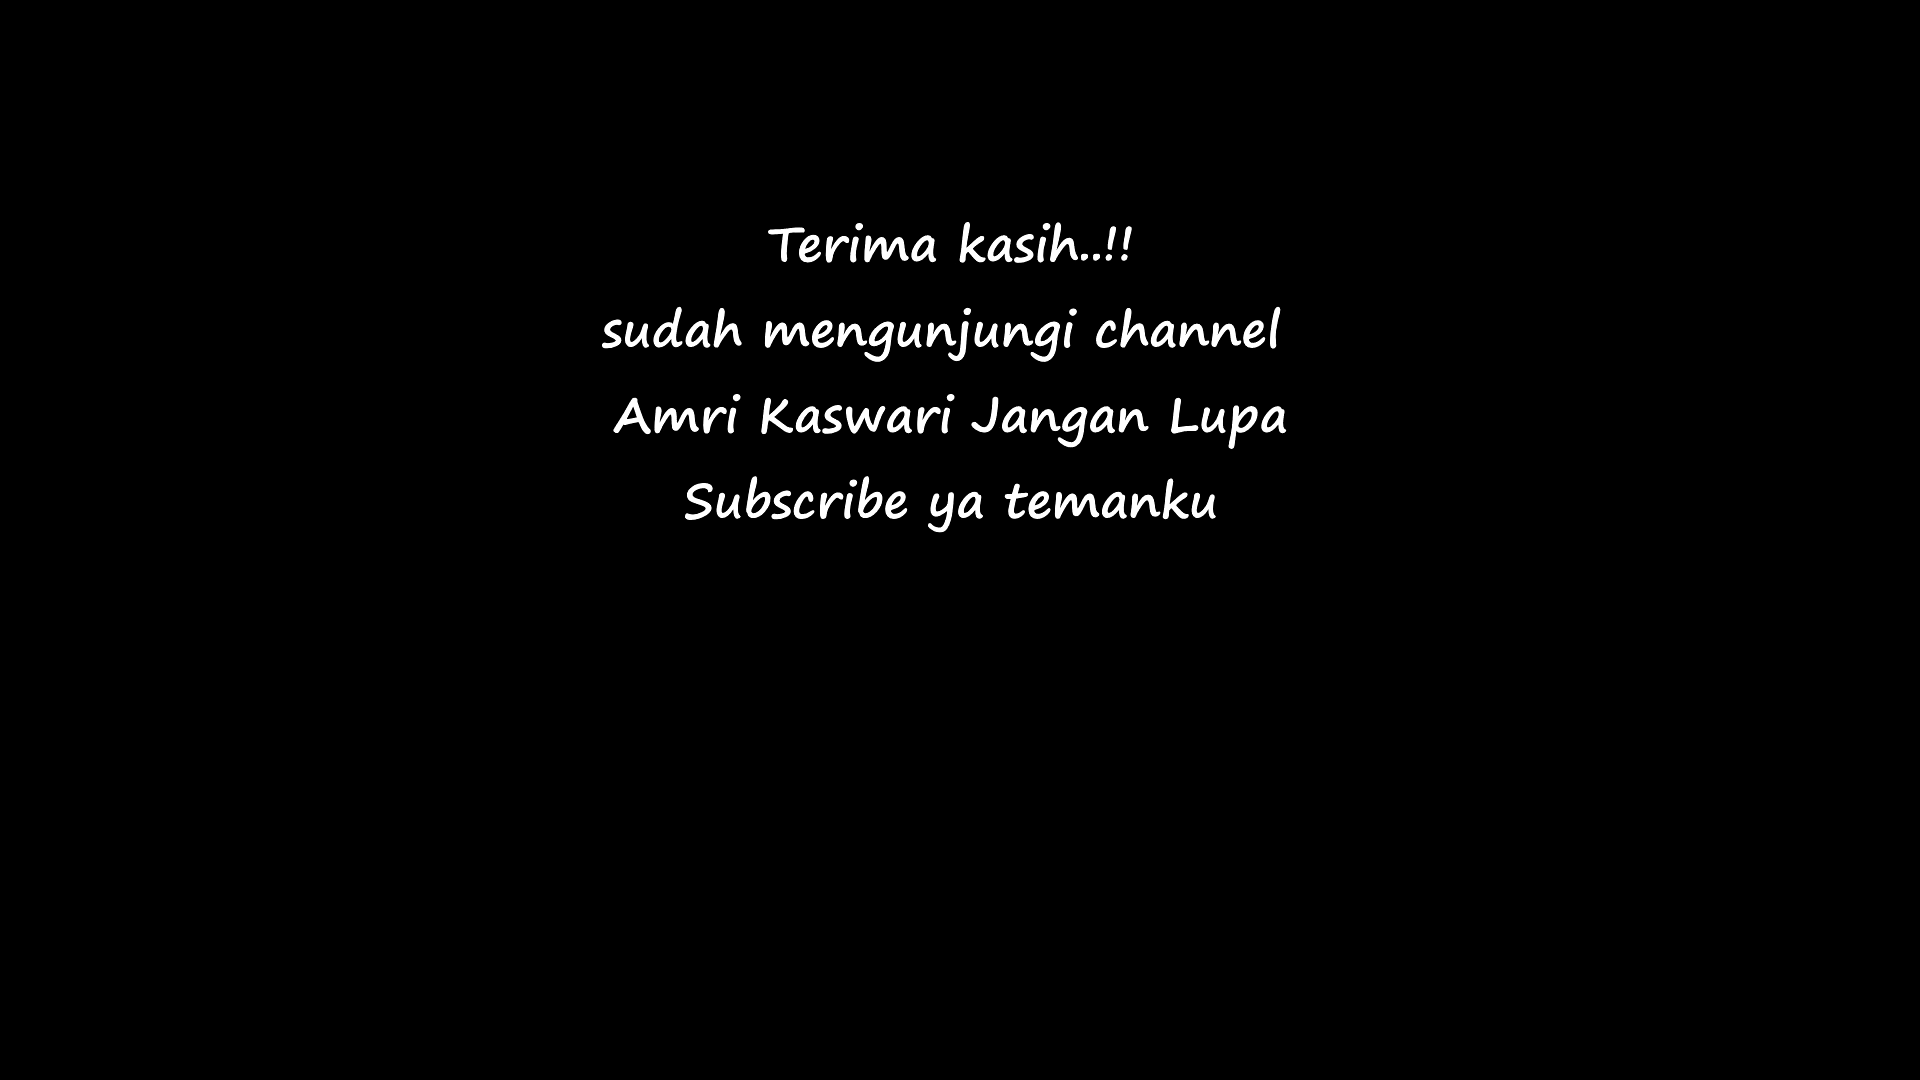 Terima kasih..!!
sudah mengunjungi channel
Amri Kaswari Jangan Lupa
Subscribe ya temanku